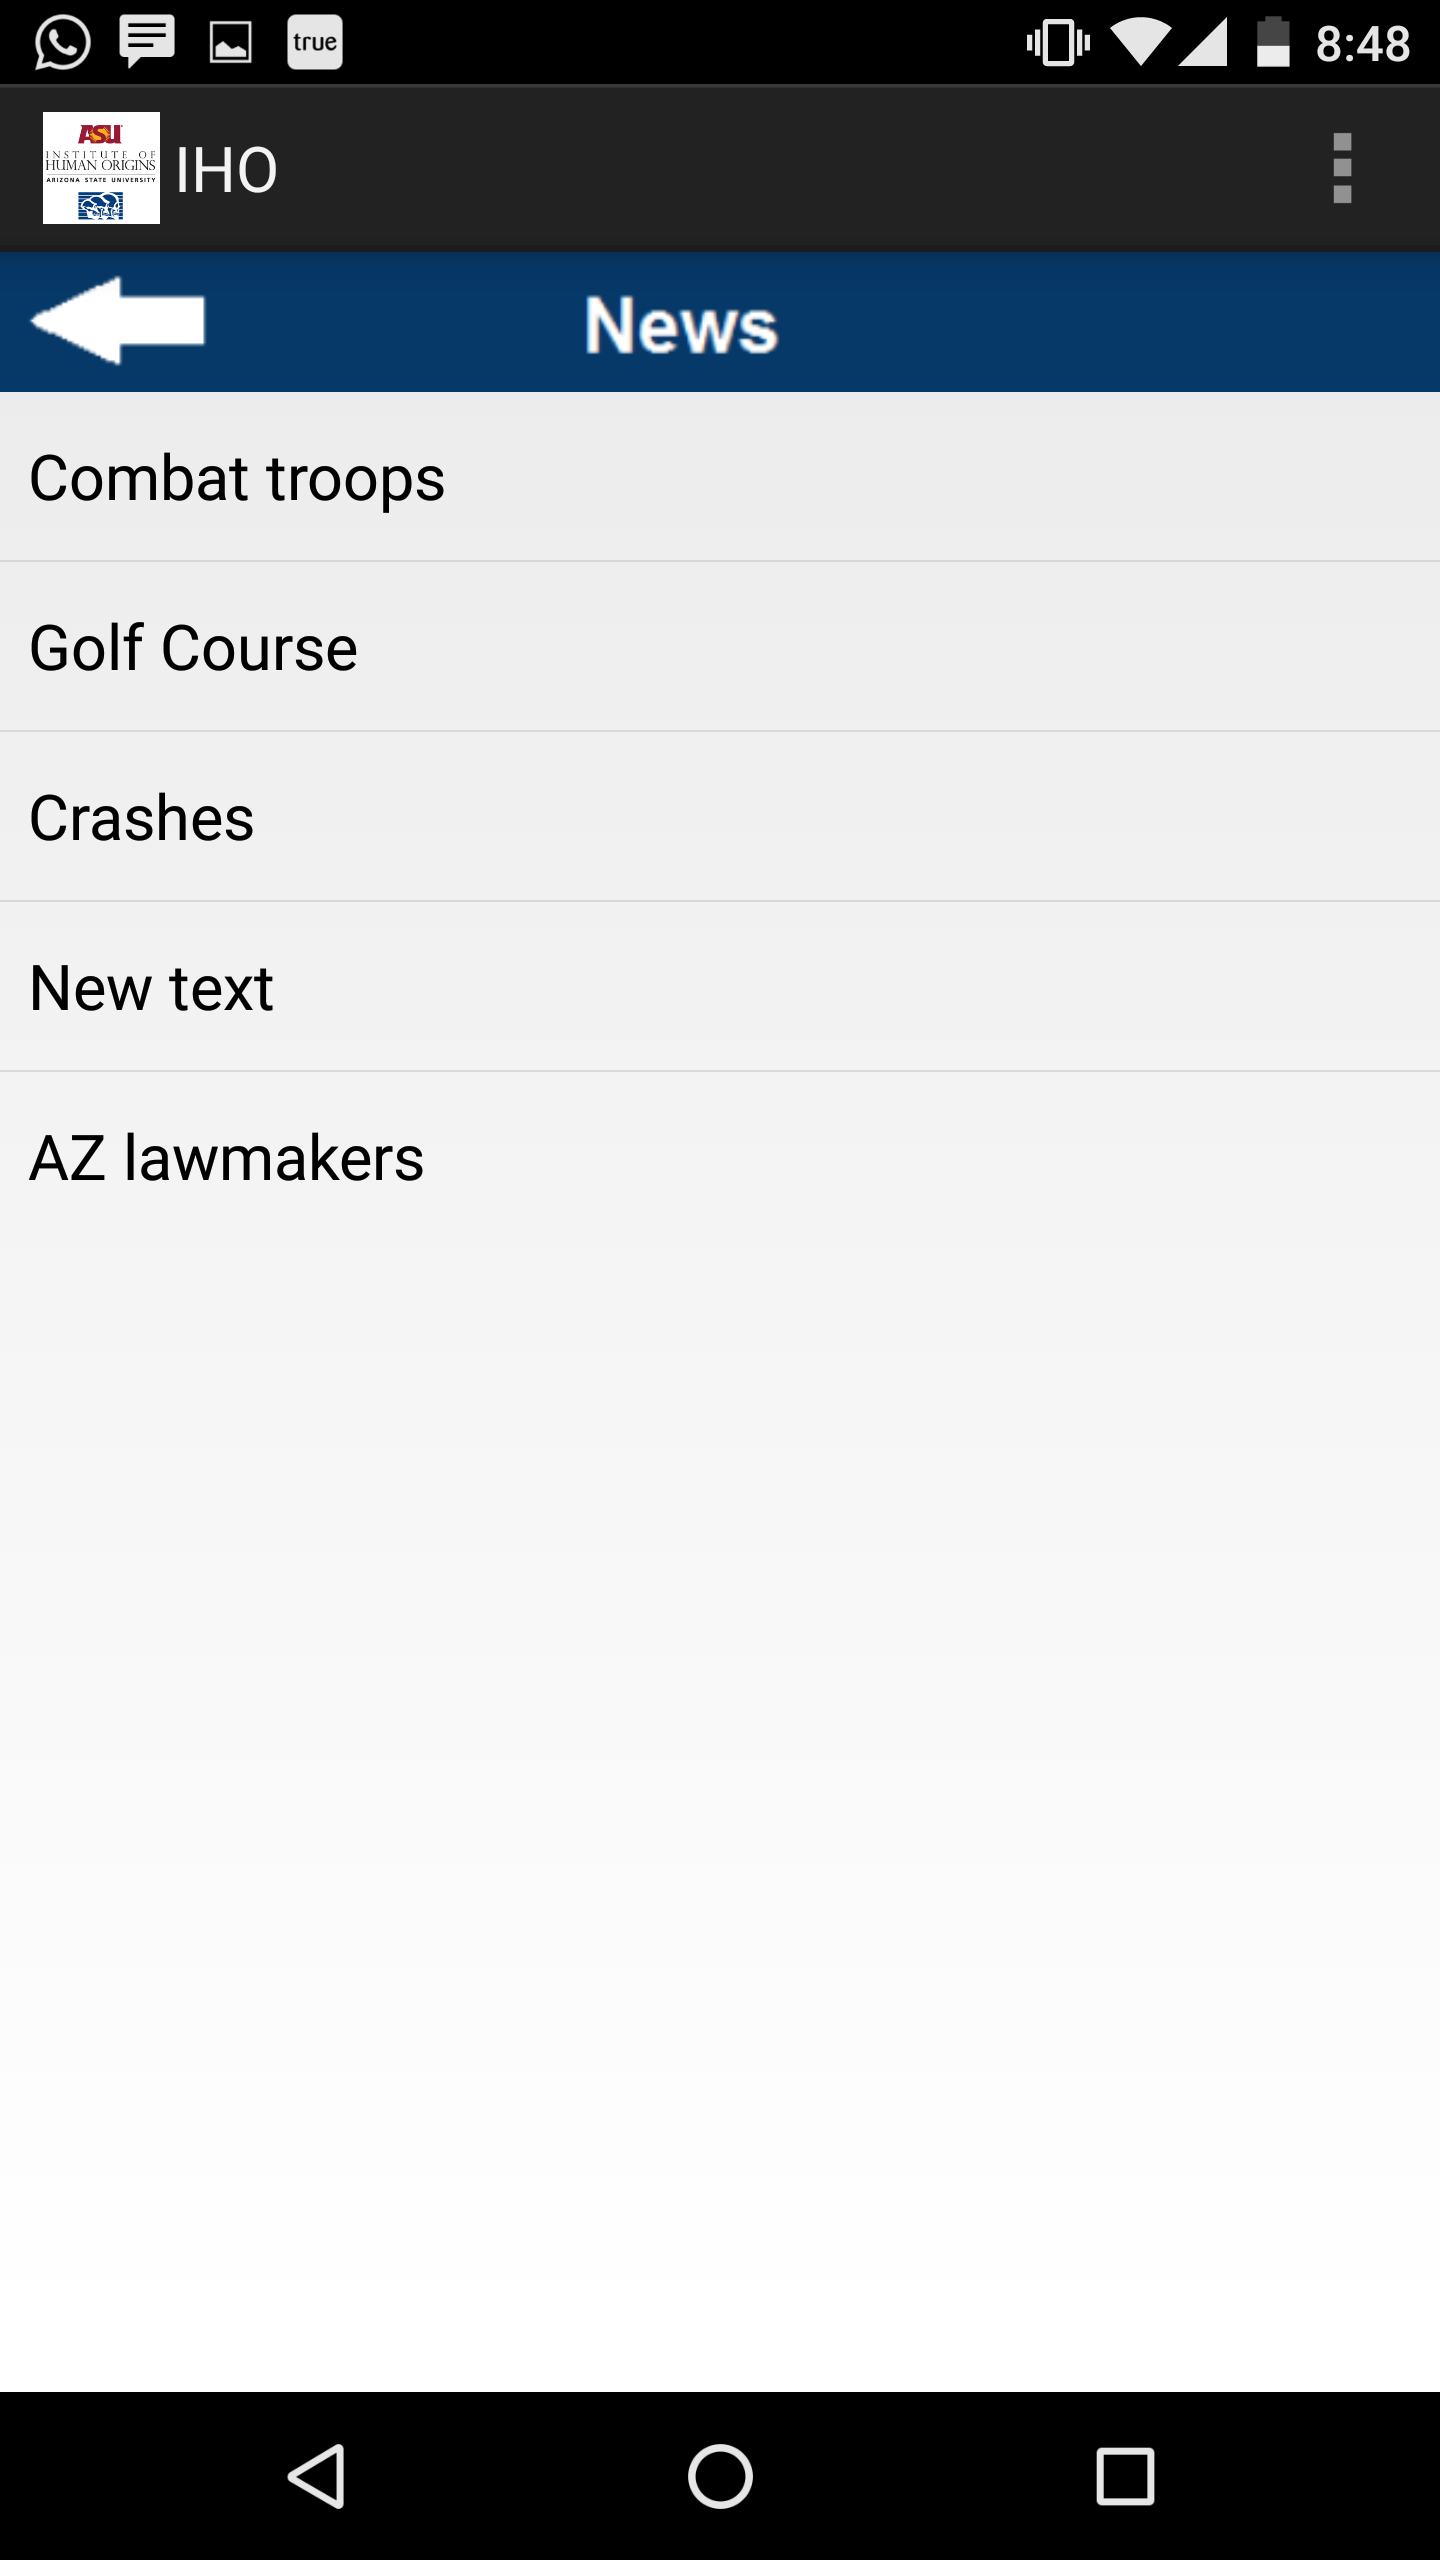 true
8:48
ASU
INSTITUTE OF
HUMAN ORIGINS
ARIZONA STATE UNIVERSITY
IHO
News
Combat troops
Golf Course
Crashes
New text
AZ lawmakers